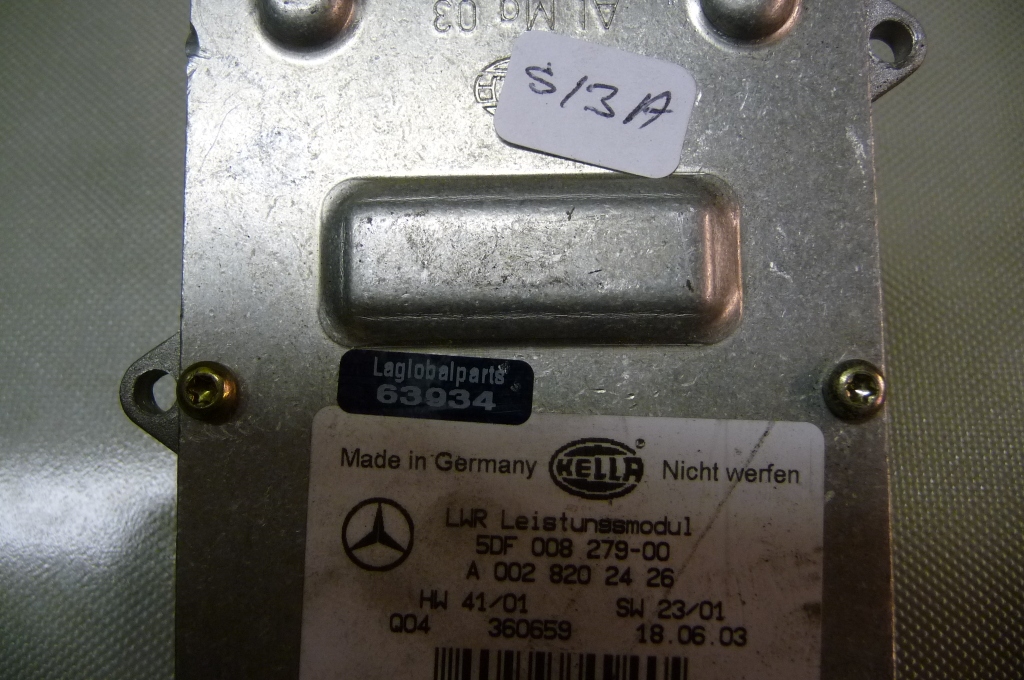 Al Mg 03
S13A
Laglobalparts
63934
Made in Germany HELLA Nicht werfen
LWR Leistungsmodul
5DF 008 279-00
A 002 820 24 26
HW 41/01 SW 23/01
Q04 360659 18.06.03